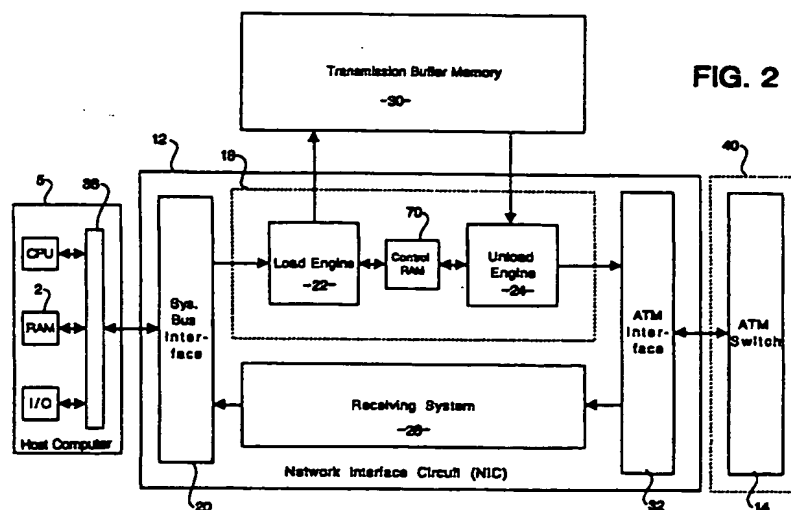 FIG. 2
Transmission Buffer Memory
-30-
12
18
40
5
38
70
CPU
2
RAM
I/O
Host Computer
Sys.
Bus
Inter-
face
Load Engine
-22-
Control
RAM
Unload
Engine
-24-
ATM
Inter-
face
ATM
Switch
Receiving System
-28-
Network Interface Circuit (NIC)
20
32
14